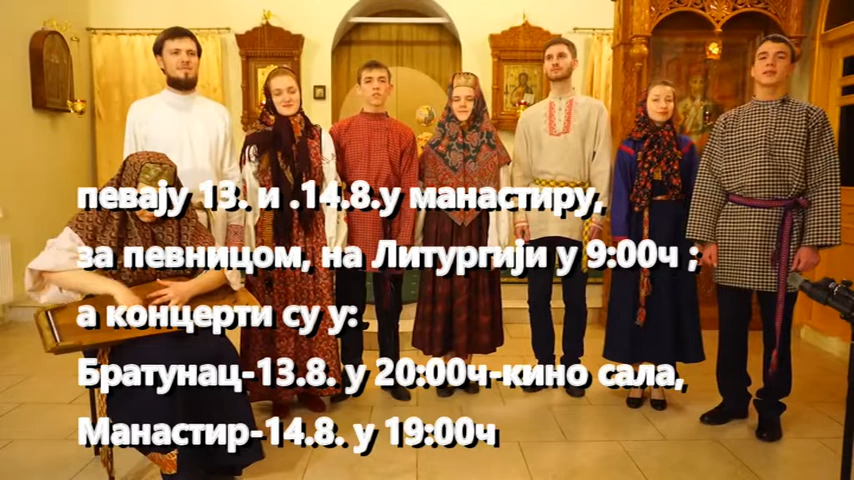 певају 13. и .14.8.у манастиру,
за певницом, на Литургији у 9:00ч ;
а концерти су у:
Братунац-13.8. у 20:00ч-кино сала,
Манастир-14.8. у 19:00ч